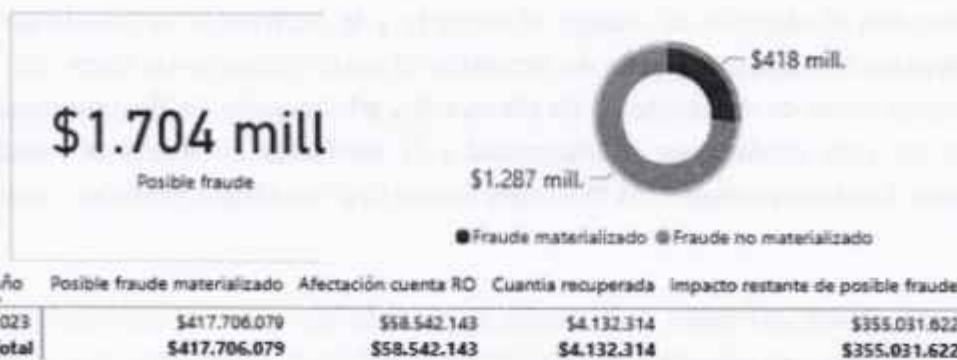 $1.704 mill
Posible fraude
$418 mill.
$1.287 mill.
Fraude materializado Fraude no materializado
ño Posible fraude materializado Afectación cuenta RO Cuantia recuperada Impacto restante de posible fraude
023 $417.706.079 $58.542.143 $4.132.314 $355.031.622
otal $417.706.079 $58.542.143 $4.132.314 $355.031.622